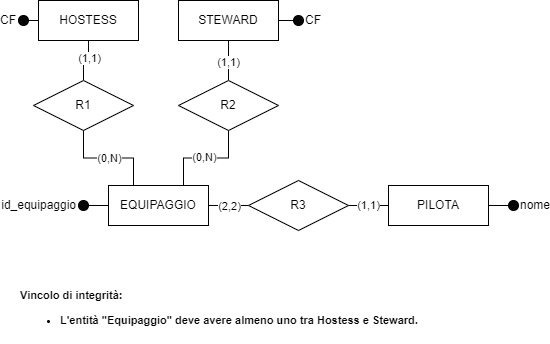 CF HOSTESS STEWARD CF
(1,1) (1,1)
R1 R2
(0,N) (0,N)
id_equipaggio EQUIPAGGIO (2,2) R3 (1,1) PILOTA nome
Vincolo di integrità:
• L'entità "Equipaggio" deve avere almeno uno tra Hostess e Steward.